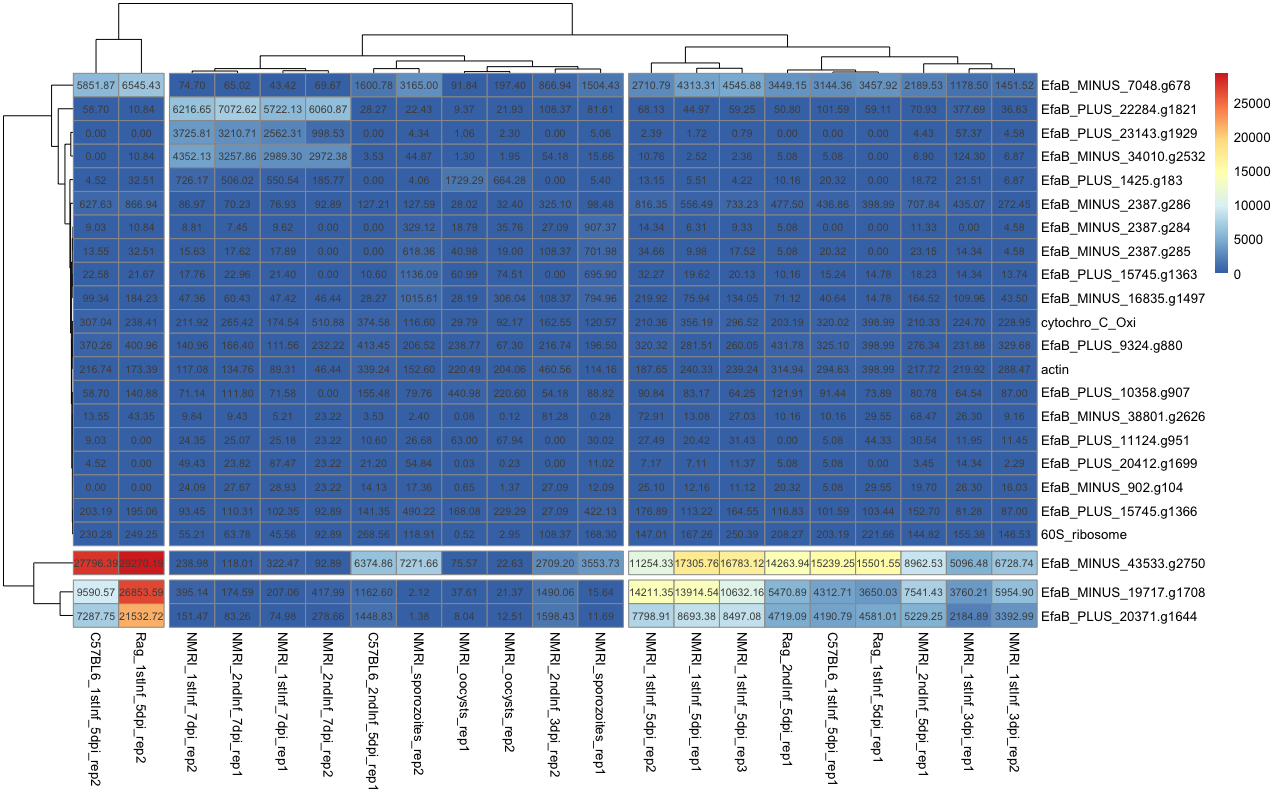 5851.87 6545.43 74.70 65.02 43.42 69.67 1600.78 3165.00 91.84 197.40 866.94 1504.43 2710.79 4313.31 4545.88 3449.15 3144.36 3457.92 2189.53 1178.50 1451.52 EfaB_MINUS_7048.g678
58.70 10.84 6216.65 7072.62 5722.13 6060.87 28.27 22.43 9.37 21.93 108.37 81.61 68.13 44.97 59.25 50.80 101.59 59.11 70.93 377.69 36.63 EfaB_PLUS_22284.g1821
0.00 0.00 3725.81 3210.71 2562.31 998.53 0.00 4.34 1.06 2.30 0.00 5.06 2.39 1.72 0.79 0.00 0.00 0.00 4.43 57.37 4.58 EfaB_PLUS_23143.g1929
0.00 10.84 4352.13 3257.86 2989.30 2972.38 3.53 44.87 1.30 1.95 54.18 15.66 10.76 2.52 2.36 5.08 5.08 0.00 6.90 124.30 6.87 EfaB_MINUS_34010.g2532
4.52 32.51 726.17 506.02 550.54 185.77 0.00 4.06 1729.29 664.28 0.00 5.40 13.15 5.51 4.22 10.16 20.32 0.00 18.72 21.51 6.87 EfaB_PLUS_1425.g183
627.63 866.94 86.97 70.23 76.93 92.89 127.21 127.59 28.02 32.40 325.10 98.48 816.35 556.49 733.23 477.50 436.86 398.99 707.84 435.07 272.45 EfaB_MINUS_2387.g286
9.03 10.84 8.81 7.45 9.62 0.00 0.00 329.12 18.79 35.76 27.09 907.37 14.34 6.31 9.33 5.08 0.00 0.00 11.33 0.00 4.58 EfaB_MINUS_2387.g284
13.55 32.51 15.63 17.62 17.89 0.00 0.00 618.36 40.98 19.00 108.37 701.98 34.66 9.98 17.52 5.08 20.32 0.00 23.15 14.34 4.58 EfaB_MINUS_2387.g285
22.58 21.67 17.76 22.96 21.40 0.00 10.60 1136.09 60.99 74.51 0.00 695.90 32.27 19.62 20.13 10.16 15.24 14.78 18.23 14.34 13.74 EfaB_PLUS_15745.g1363
99.34 184.23 47.36 60.43 47.42 46.44 28.27 1015.61 28.19 306.04 108.37 794.96 219.92 75.94 134.05 71.12 40.64 14.78 164.52 109.96 43.50 EfaB_MINUS_16835.g1497
307.04 238.41 211.92 265.42 174.54 510.88 374.58 116.60 29.79 92.17 162.55 120.57 210.36 356.19 296.52 203.19 320.02 398.99 210.33 224.70 228.95 cytochro_C_Oxi
370.26 400.96 140.96 166.40 111.56 232.22 413.45 206.52 238.77 67.30 216.74 196.50 320.32 281.51 260.05 431.78 325.10 398.99 276.34 231.88 329.68 EfaB_PLUS_9324.g880
216.74 173.39 117.08 134.76 89.31 46.44 339.24 152.60 220.49 204.06 460.56 114.16 187.65 240.33 239.24 314.94 294.63 398.99 217.72 219.92 288.47 actin
58.70 140.88 71.14 111.80 71.58 0.00 155.48 79.76 440.98 220.60 54.18 88.82 90.84 83.17 64.25 121.91 91.44 73.89 80.78 64.54 87.00 EfaB_PLUS_10358.g907
13.55 43.35 9.84 9.43 5.21 23.22 3.53 2.40 0.08 0.12 81.28 0.28 72.91 13.08 27.03 10.16 10.16 29.55 68.47 26.30 9.16 EfaB_MINUS_38801.g2626
9.03 0.00 24.35 25.07 25.18 23.22 10.60 26.68 63.00 67.94 0.00 30.02 27.49 20.42 31.43 0.00 5.08 44.33 30.54 11.95 11.45 EfaB_PLUS_11124.g951
4.52 0.00 49.43 23.82 87.47 23.22 21.20 54.84 0.03 0.23 0.00 11.02 7.17 7.11 11.37 5.08 5.08 0.00 3.45 14.34 2.29 EfaB_PLUS_20412.g1699
0.00 0.00 24.09 27.67 28.93 23.22 14.13 17.36 0.65 1.37 27.09 12.09 25.10 12.16 11.12 20.32 5.08 29.55 19.70 26.30 16.03 EfaB_MINUS_902.g104
203.19 195.06 93.45 110.31 102.35 92.89 141.35 490.22 168.08 229.29 27.09 422.13 176.89 113.22 164.55 116.83 101.59 103.44 152.70 81.28 87.00 EfaB_PLUS_15745.g1366
230.28 249.25 55.21 63.78 45.56 92.89 268.56 118.91 0.52 2.95 108.37 168.30 147.01 167.26 250.39 208.27 203.19 221.66 144.82 155.38 146.53 60S_ribosome
27796.39 29270.19 238.98 118.01 322.47 92.89 6374.86 7271.66 75.57 22.63 2709.20 3553.73 11254.33 17305.76 16783.12 14263.94 15239.25 15501.55 8962.53 5096.48 6728.74 EfaB_MINUS_43533.g2750
9590.57 26853.59 395.14 174.59 207.06 417.99 1162.60 2.12 37.61 21.37 1490.06 15.64 14211.35 13914.54 10632.16 5470.89 4312.71 3650.03 7541.43 3760.21 5954.90 EfaB_MINUS_19717.g1708
7287.75 21532.72 151.47 83.26 74.98 278.66 1448.83 1.38 8.04 12.51 1598.43 11.69 7798.91 8693.38 8497.08 4719.09 4190.79 4581.01 5229.25 2184.89 3392.99 EfaB_PLUS_20371.g1644
C57BL6_1stInf_5dpi_rep2
Rag_1stInf_5dpi_rep2
NMRI_1stInf_7dpi_rep2
NMRI_2ndInf_7dpi_rep1
NMRI_1stInf_7dpi_rep1
NMRI_2ndInf_7dpi_rep2
C57BL6_2ndInf_5dpi_rep1
NMRI_sporozoites_rep2
NMRI_oocysts_rep1
NMRI_oocysts_rep2
NMRI_2ndInf_3dpi_rep2
NMRI_sporozoites_rep1
NMRI_1stInf_5dpi_rep2
NMRI_1stInf_5dpi_rep1
NMRI_1stInf_5dpi_rep3
Rag_2ndInf_5dpi_rep1
C57BL6_1stInf_5dpi_rep1
Rag_1stInf_5dpi_rep1
NMRI_2ndInf_5dpi_rep1
NMRI_1stInf_3dpi_rep1
NMRI_1stInf_3dpi_rep2
25000
20000
15000
10000
5000
0